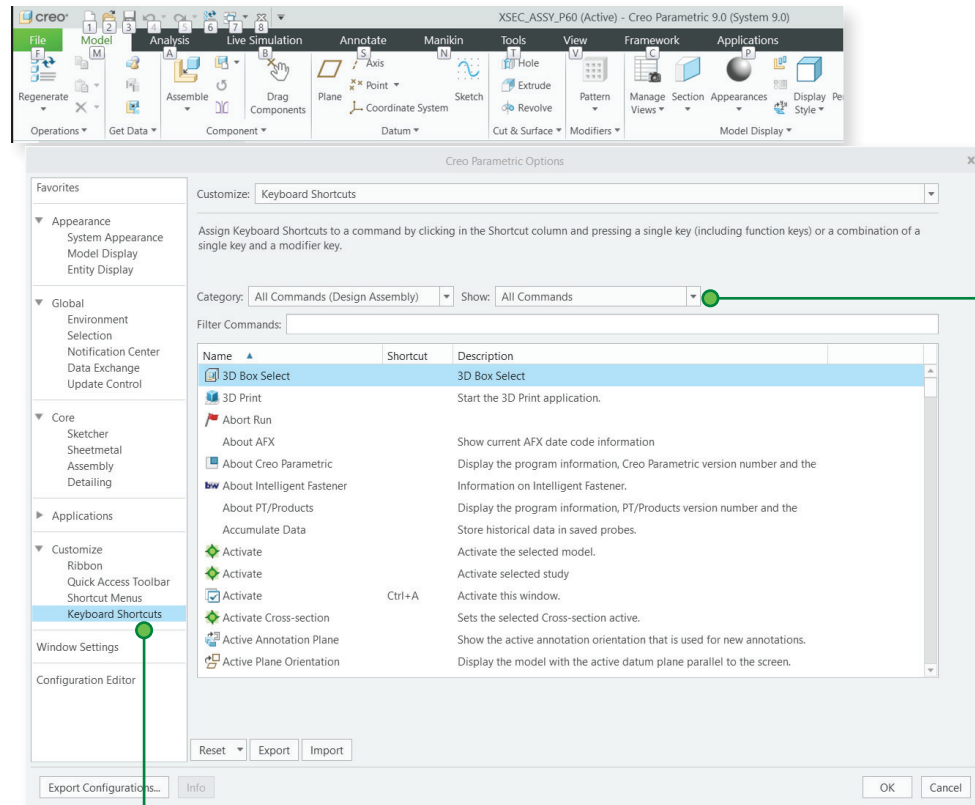 creo· XSEC_ASSY_P60 (Active) - Creo Parametric 9.0 (System 9.0)
1 2 3 4 5 6 7 8
File Model Analysis Live Simulation Annotate Manikin Tools View Framework Applications
F M A B S N T V C P
Axis Hole
Point Extrude
Regenerate Assemble Drag Components Plane Coordinate System Sketch Revolve Pattern Manage Views Section Appearances Display Style Pe
Operations Get Data Component Datum Cut & Surface Modifiers Model Display
Creo Parametric Options x
Favorites
Appearance
System Appearance
Model Display
Entity Display
Global
Environment
Selection
Notification Center
Data Exchange
Update Control
Core
Sketcher
Sheetmetal
Assembly
Detailing
Applications
Customize
Ribbon
Quick Access Toolbar
Shortcut Menus
Keyboard Shortcuts
Window Settings
Configuration Editor
Customize: Keyboard Shortcuts
Assign Keyboard Shortcuts to a command by clicking in the Shortcut column and pressing a single key (including function keys) or a combination of a
single key and a modifier key.
Category: All Commands (Design Assembly) Show: All Commands
Filter Commands:
Name Shortcut Description
3D Box Select 3D Box Select
3D Print Start the 3D Print application.
Abort Run
About AFX Show current AFX date code information
About Creo Parametric Display the program information, Creo Parametric version number and the
bw About Intelligent Fastener Information on Intelligent Fastener.
About PT/Products Display the program information, PT/Products version number and the
Accumulate Data Store historical data in saved probes.
Activate Activate the selected model.
Activate Activate selected study
Activate Ctrl+A Activate this window.
Activate Cross-section Sets the selected Cross-section active.
Active Annotation Plane Show the active annotation orientation that is used for new annotations.
Active Plane Orientation Display the model with the active datum plane parallel to the screen.
Reset Export Import
Export Configurations... Info OK Cancel